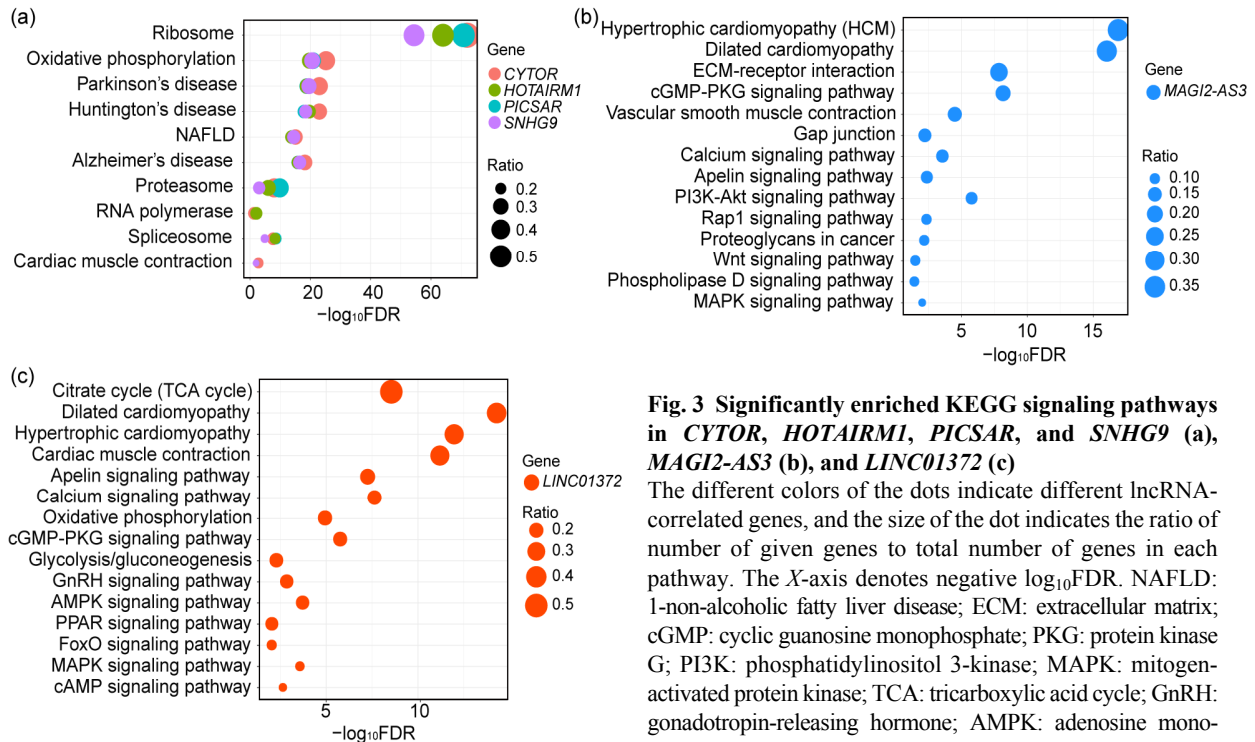 (a)
Ribosome
Oxidative phosphorylation
Parkinson's disease
Huntington's disease
NAFLD
Alzheimer's disease
Proteasome
RNA polymerase
Spliceosome
Cardiac muscle contraction
0 20 40 60
−log₁₀FDR
Gene
CYTOR
HOTAIRM1
PICSAR
SNHG9
Ratio
0.2
0.3
0.4
0.5
(b)
Hypertrophic cardiomyopathy (HCM)
Dilated cardiomyopathy
ECM-receptor interaction
cGMP-PKG signaling pathway
Vascular smooth muscle contraction
Gap junction
Calcium signaling pathway
Apelin signaling pathway
PI3K-Akt signaling pathway
Rap1 signaling pathway
Proteoglycans in cancer
Wnt signaling pathway
Phospholipase D signaling pathway
MAPK signaling pathway
5 10 15
−log₁₀FDR
Gene
MAGI2-AS3
Ratio
0.10
0.15
0.20
0.25
0.30
0.35
(c)
Citrate cycle (TCA cycle)
Dilated cardiomyopathy
Hypertrophic cardiomyopathy
Cardiac muscle contraction
Apelin signaling pathway
Calcium signaling pathway
Oxidative phosphorylation
cGMP-PKG signaling pathway
Glycolysis/gluconeogenesis
GnRH signaling pathway
AMPK signaling pathway
PPAR signaling pathway
FoxO signaling pathway
MAPK signaling pathway
cAMP signaling pathway
5 10
−log₁₀FDR
Gene
LINC01372
Ratio
0.2
0.3
0.4
0.5
Fig. 3 Significantly enriched KEGG signaling pathways
in CYTOR, HOTAIRM1, PICSAR, and SNHG9 (a),
MAGI2-AS3 (b), and LINC01372 (c)
The different colors of the dots indicate different lncRNA-
correlated genes, and the size of the dot indicates the ratio of
number of given genes to total number of genes in each
pathway. The X-axis denotes negative log₁₀FDR. NAFLD:
1-non-alcoholic fatty liver disease; ECM: extracellular matrix;
cGMP: cyclic guanosine monophosphate; PKG: protein kinase
G; PI3K: phosphatidylinositol 3-kinase; MAPK: mitogen-
activated protein kinase; TCA: tricarboxylic acid cycle; GnRH:
gonadotropin-releasing hormone; AMPK: adenosine mono-